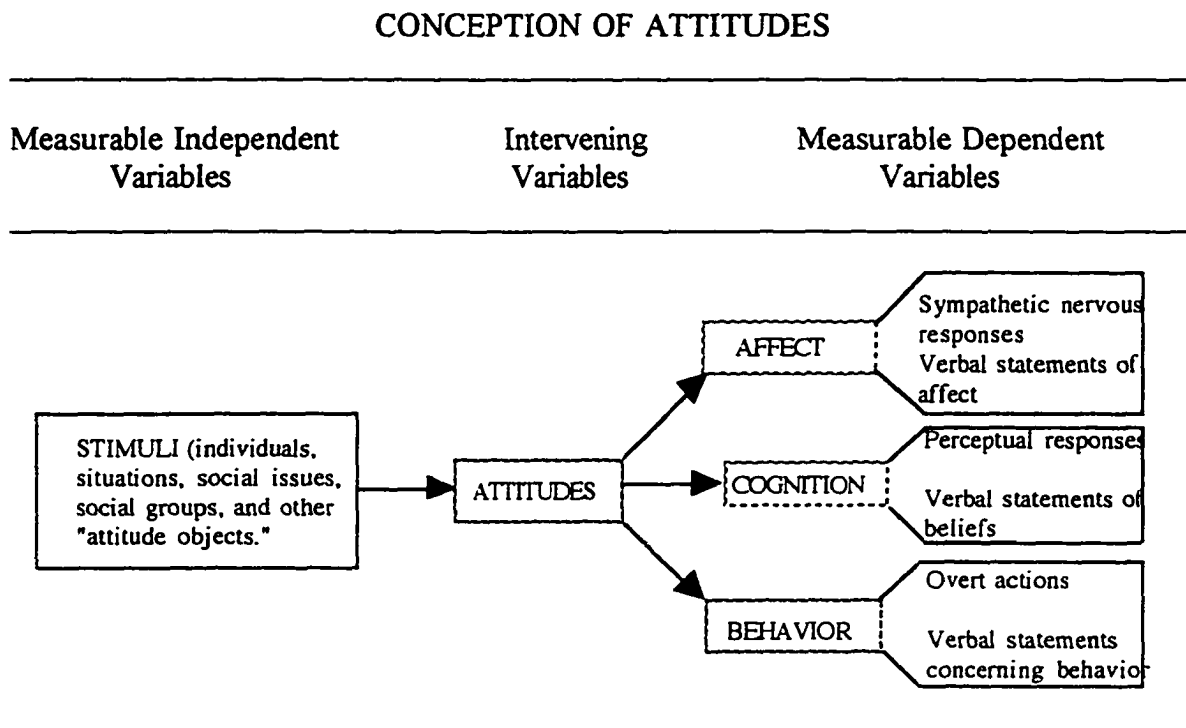 CONCEPTION OF ATTITUDES
Measurable Independent
Variables
Intervening
Variables
Measurable Dependent
Variables
STIMULI (individuals,
situations, social issues,
social groups, and other
"attitude objects."
ATTITUDES
AFFECT
Sympathetic nervous
responses
Verbal statements of
affect
COGNITION
Perceptual responses
Verbal statements of
beliefs
BEHAVIOR
Overt actions
Verbal statements
concerning behavior